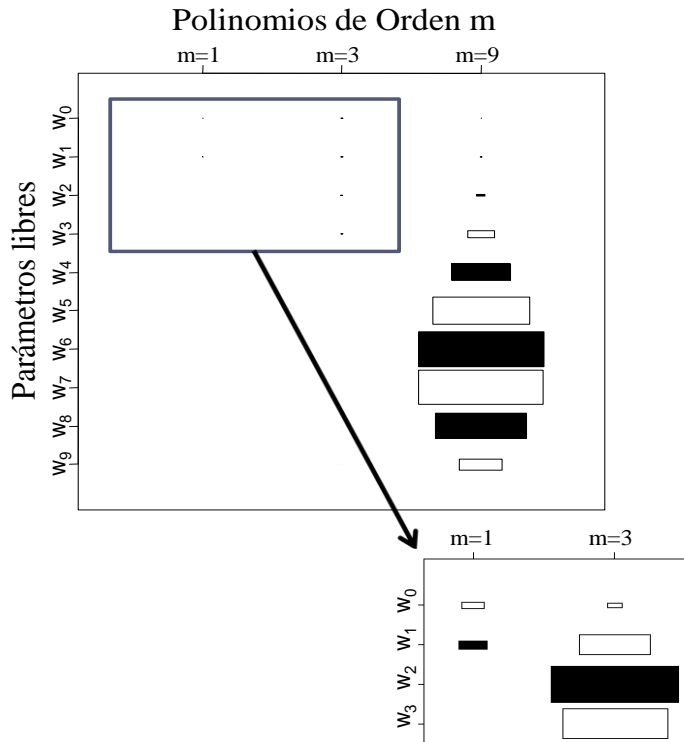 Polinomios de Orden m
m=1 m=3 m=9
Parámetros libres
W0
W1
W2
W3
W4
W5
W6
W7
W8
W9
m=1 m=3
W0
W1
W2
W3